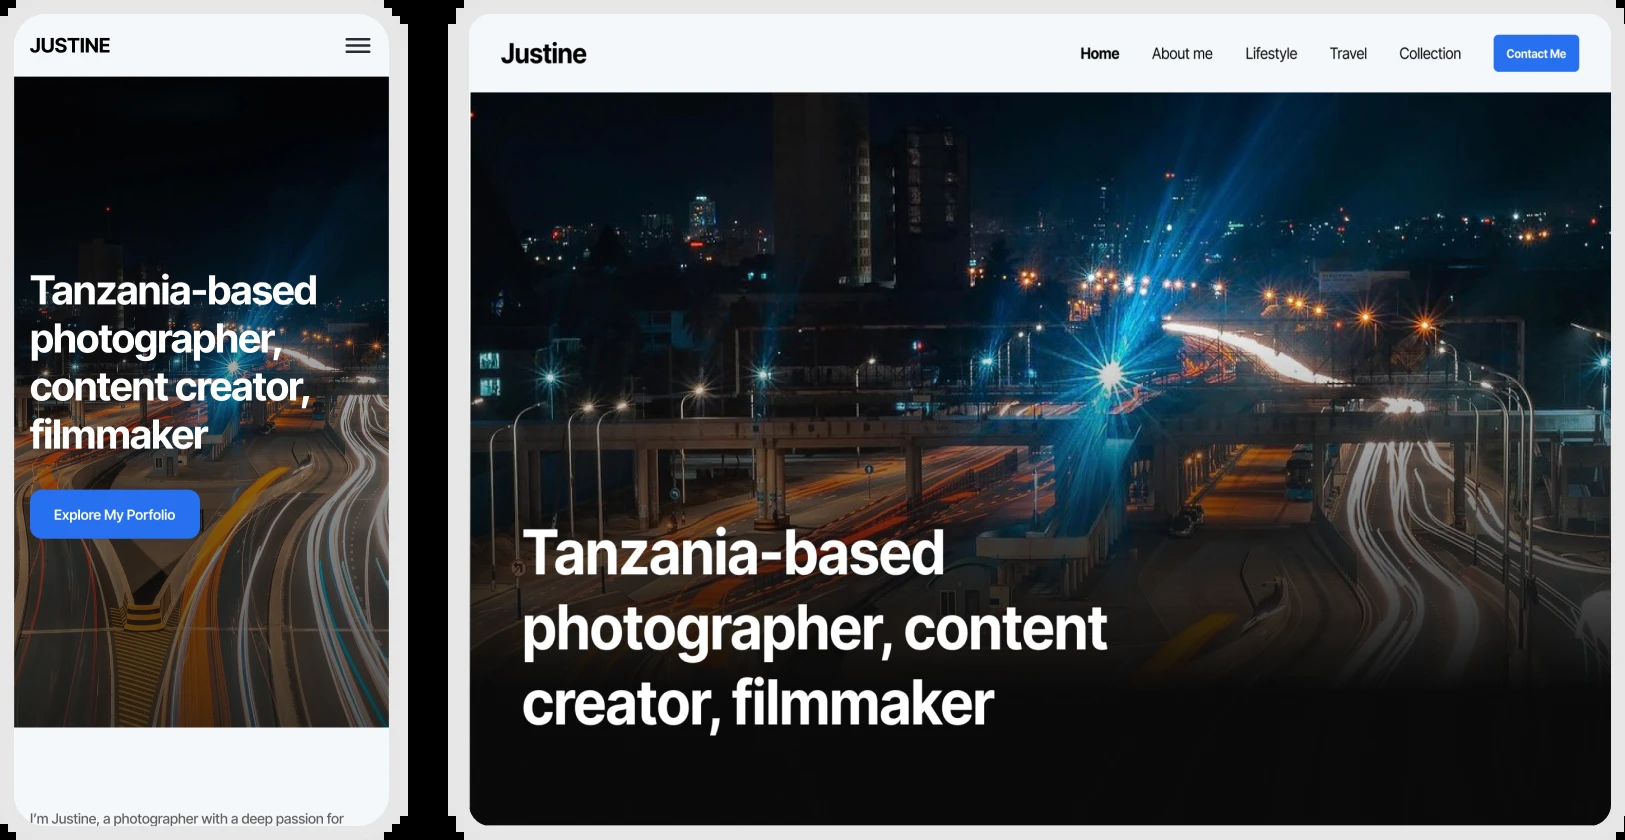 JUSTINE
Tanzania-based
photographer,
content creator,
filmmaker
Explore My Porfolio
I'm Justine, a photographer with a deep passion for
Justine
Home
About me
Lifestyle
Travel
Collection
Contact Me
Tanzania-based
photographer, content
creator, filmmaker